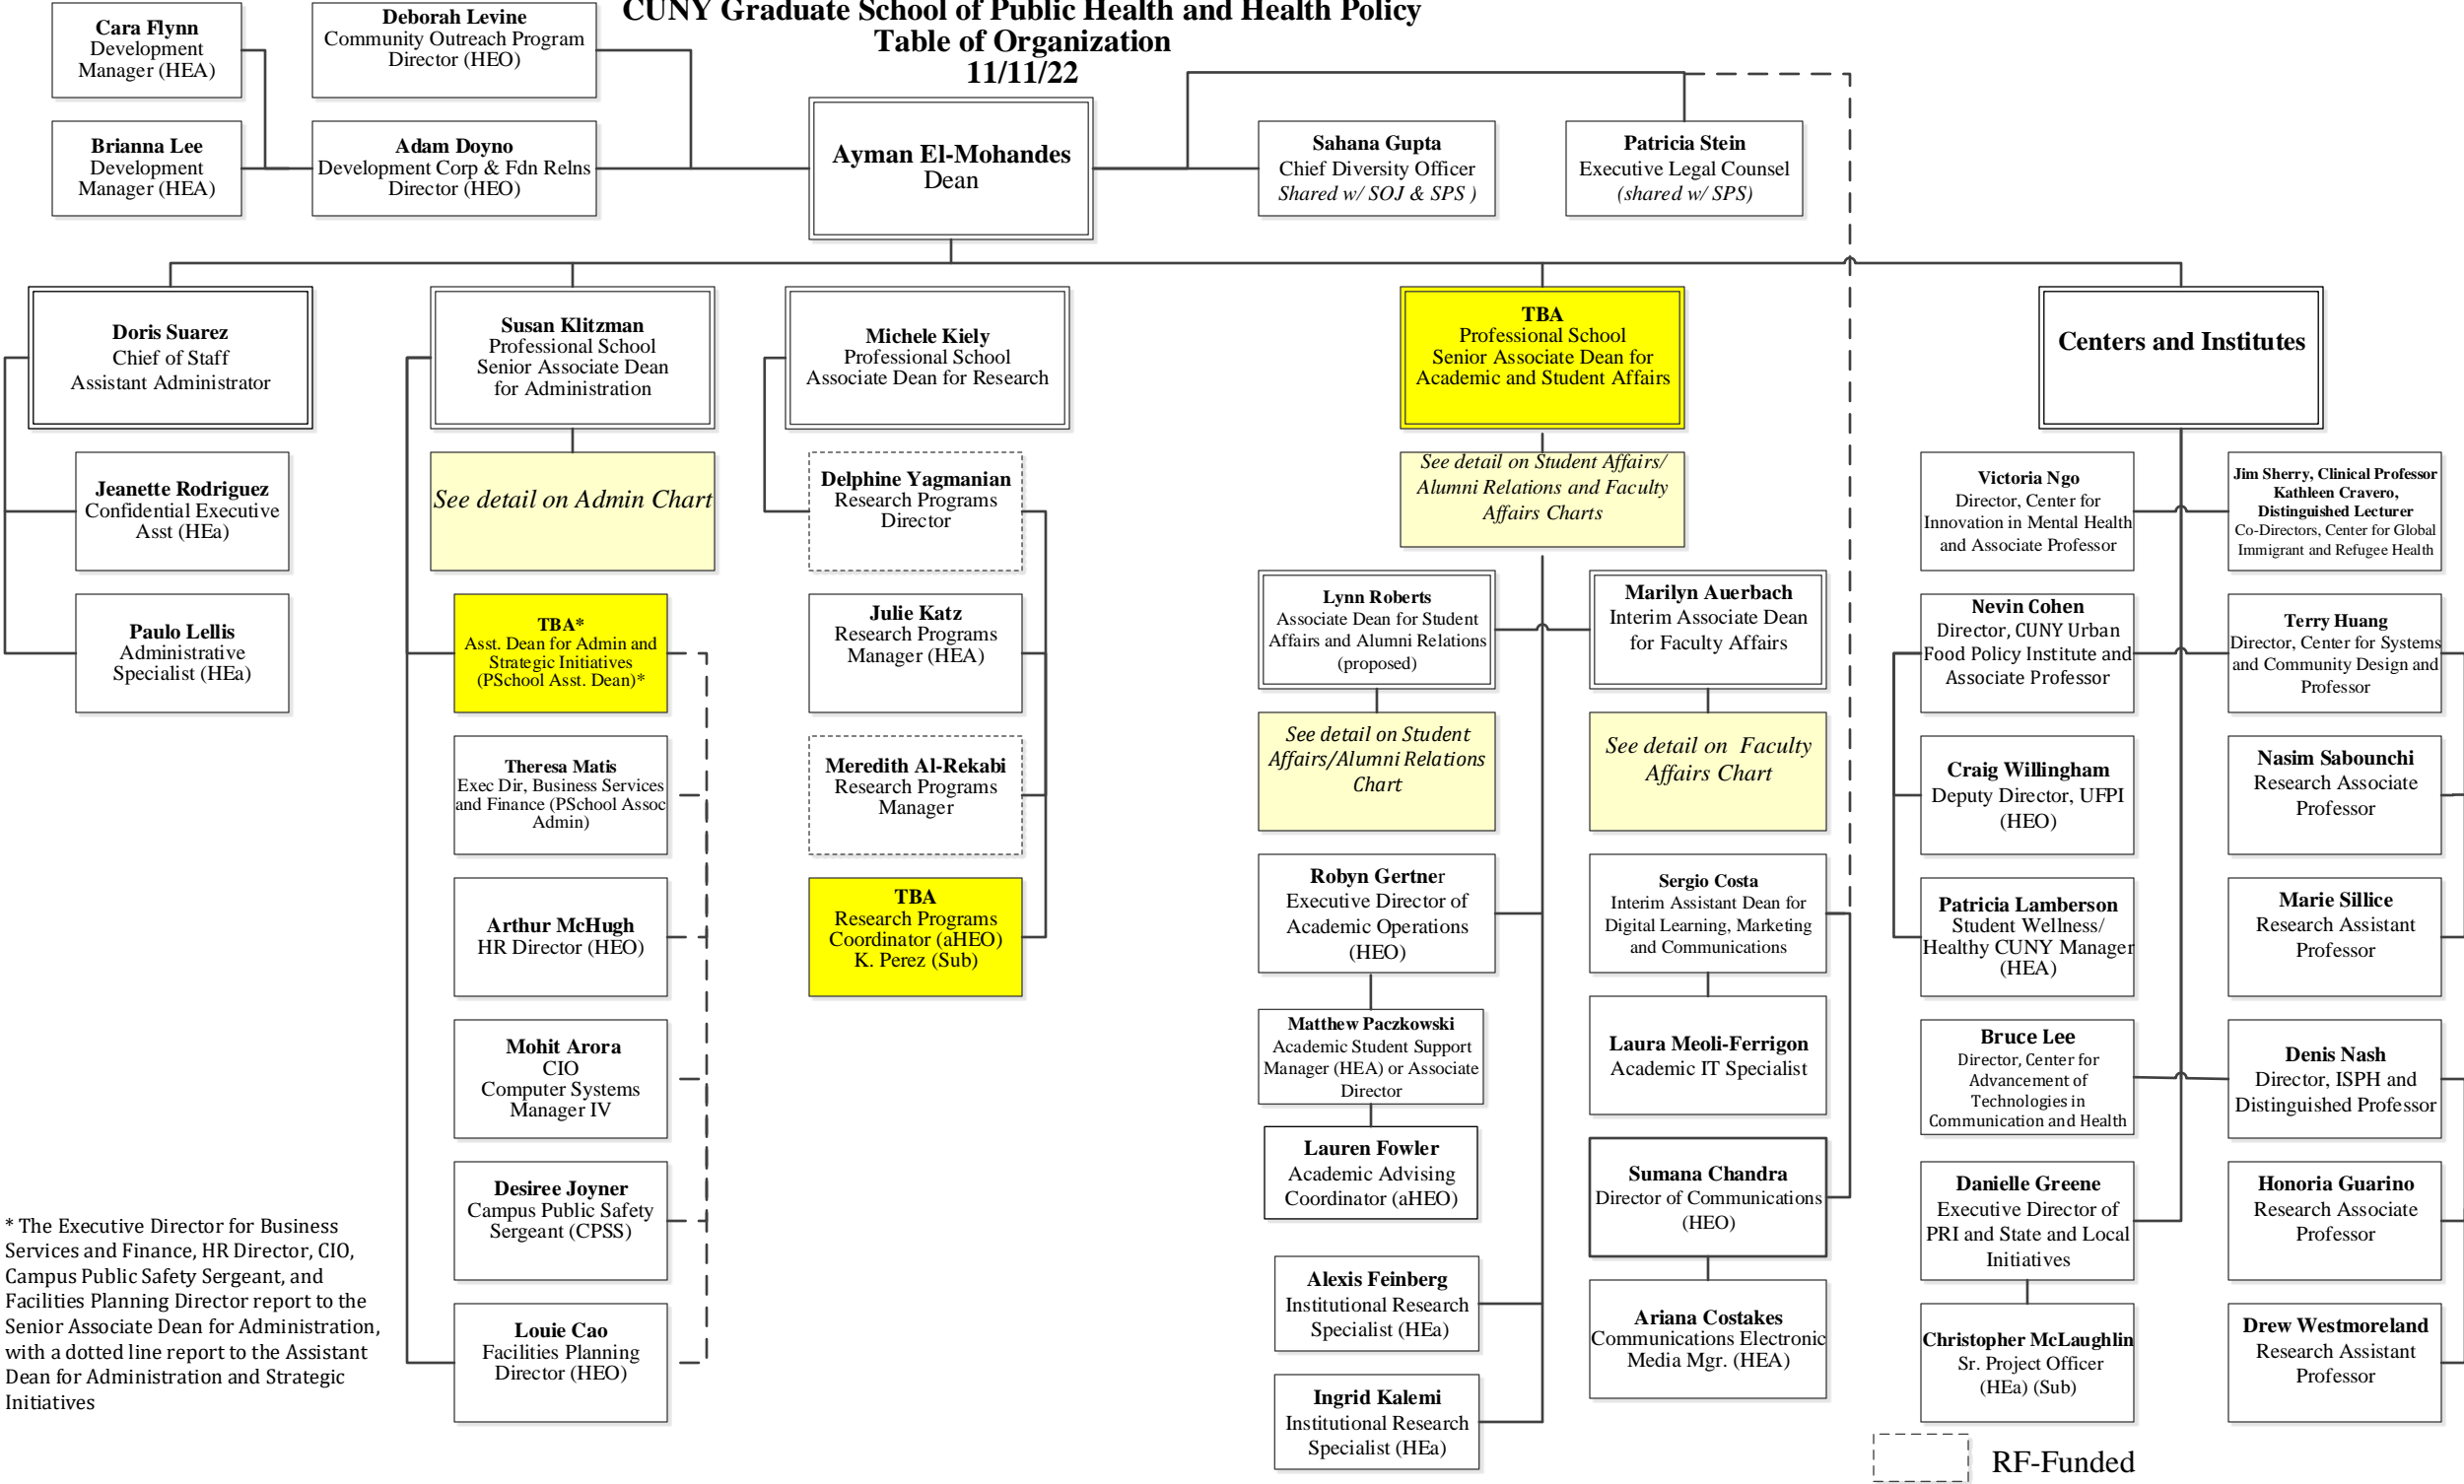 CUNY Graduate School of Public Health and Health Policy
Table of Organization
11/11/22
Cara Flynn
Development
Manager (HEA)
Deborah Levine
Community Outreach Program
Director (HEO)
Brianna Lee
Development
Manager (HEA)
Adam Doyno
Development Corp & Fdn Relns
Director (HEO)
Ayman El-Mohandes
Dean
Sahana Gupta
Chief Diversity Officer
Shared w/ SOJ & SPS )
Patricia Stein
Executive Legal Counsel
(shared w/ SPS)
Doris Suarez
Chief of Staff
Assistant Administrator
Susan Klitzman
Professional School
Senior Associate Dean
for Administration
Michele Kiely
Professional School
Associate Dean for Research
TBA
Professional School
Senior Associate Dean for
Academic and Student Affairs
Centers and Institutes
Jeanette Rodriguez
Confidential Executive
Asst (HEa)
Paulo Lellis
Administrative
Specialist (HEa)
See detail on Admin Chart
TBA*
Asst. Dean for Admin and
Strategic Initiatives
(PSchool Asst. Dean)*
Theresa Matis
Exec Dir, Business Services
and Finance (PSchool Assoc
Admin)
Arthur McHugh
HR Director (HEO)
Mohit Arora
CIO
Computer Systems
Manager IV
Desiree Joyner
Campus Public Safety
Sergeant (CPSS)
Louie Cao
Facilities Planning
Director (HEO)
Delphine Yagmanian
Research Programs
Director
Julie Katz
Research Programs
Manager (HEA)
Meredith Al-Rekabi
Research Programs
Manager
TBA
Research Programs
Coordinator (aHEO)
K. Perez (Sub)
See detail on Student Affairs/
Alumni Relations and Faculty
Affairs Charts
Lynn Roberts
Associate Dean for Student
Affairs and Alumni Relations
(proposed)
Marilyn Auerbach
Interim Associate Dean
for Faculty Affairs
See detail on Student
Affairs/Alumni Relations
Chart
See detail on Faculty
Affairs Chart
Robyn Gertner
Executive Director of
Academic Operations
(HEO)
Sergio Costa
Interim Assistant Dean for
Digital Learning, Marketing
and Communications
Matthew Paczkowski
Academic Student Support
Manager (HEA) or Associate
Director
Laura Meoli-Ferrigon
Academic IT Specialist
Lauren Fowler
Academic Advising
Coordinator (aHEO)
Sumana Chandra
Director of Communications
(HEO)
Alexis Feinberg
Institutional Research
Specialist (HEa)
Ariana Costakes
Communications Electronic
Media Mgr. (HEA)
Ingrid Kalemi
Institutional Research
Specialist (HEa)
Victoria Ngo
Director, Center for
Innovation in Mental Health
and Associate Professor
Jim Sherry, Clinical Professor
Kathleen Cravero,
Distinguished Lecturer
Co-Directors, Center for Global
Immigrant and Refugee Health
Nevin Cohen
Director, CUNY Urban
Food Policy Institute and
Associate Professor
Terry Huang
Director, Center for Systems
and Community Design and
Professor
Craig Willingham
Deputy Director, UFPI
(HEO)
Nasim Sabounchi
Research Associate
Professor
Patricia Lamberson
Student Wellness/
Healthy CUNY Manager
(HEA)
Marie Sillice
Research Assistant
Professor
Bruce Lee
Director, Center for
Advancement of
Technologies in
Communication and Health
Denis Nash
Director, ISPH and
Distinguished Professor
Danielle Greene
Executive Director of
PRI and State and Local
Initiatives
Honoria Guarino
Research Associate
Professor
Christopher McLaughlin
Sr. Project Officer
(HEa) (Sub)
Drew Westmoreland
Research Assistant
Professor
* The Executive Director for Business
Services and Finance, HR Director, CIO,
Campus Public Safety Sergeant, and
Facilities Planning Director report to the
Senior Associate Dean for Administration,
with a dotted line report to the Assistant
Dean for Administration and Strategic
Initiatives
RF-Funded